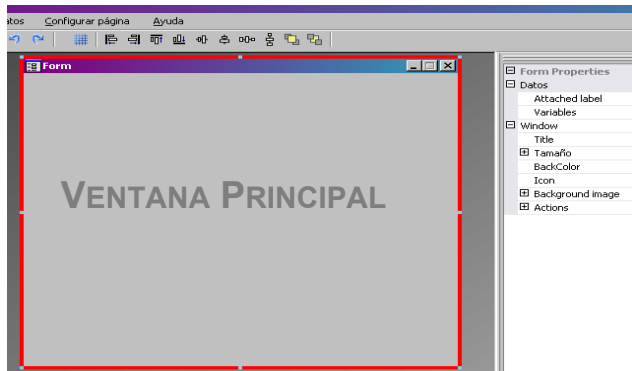 atos Configurar página Ayuda
Form
Form Properties
Datos
Attached label
Variables
Window
Title
Tamaño
BackColor
Icon
Background image
Actions
VENTANA PRINCIPAL